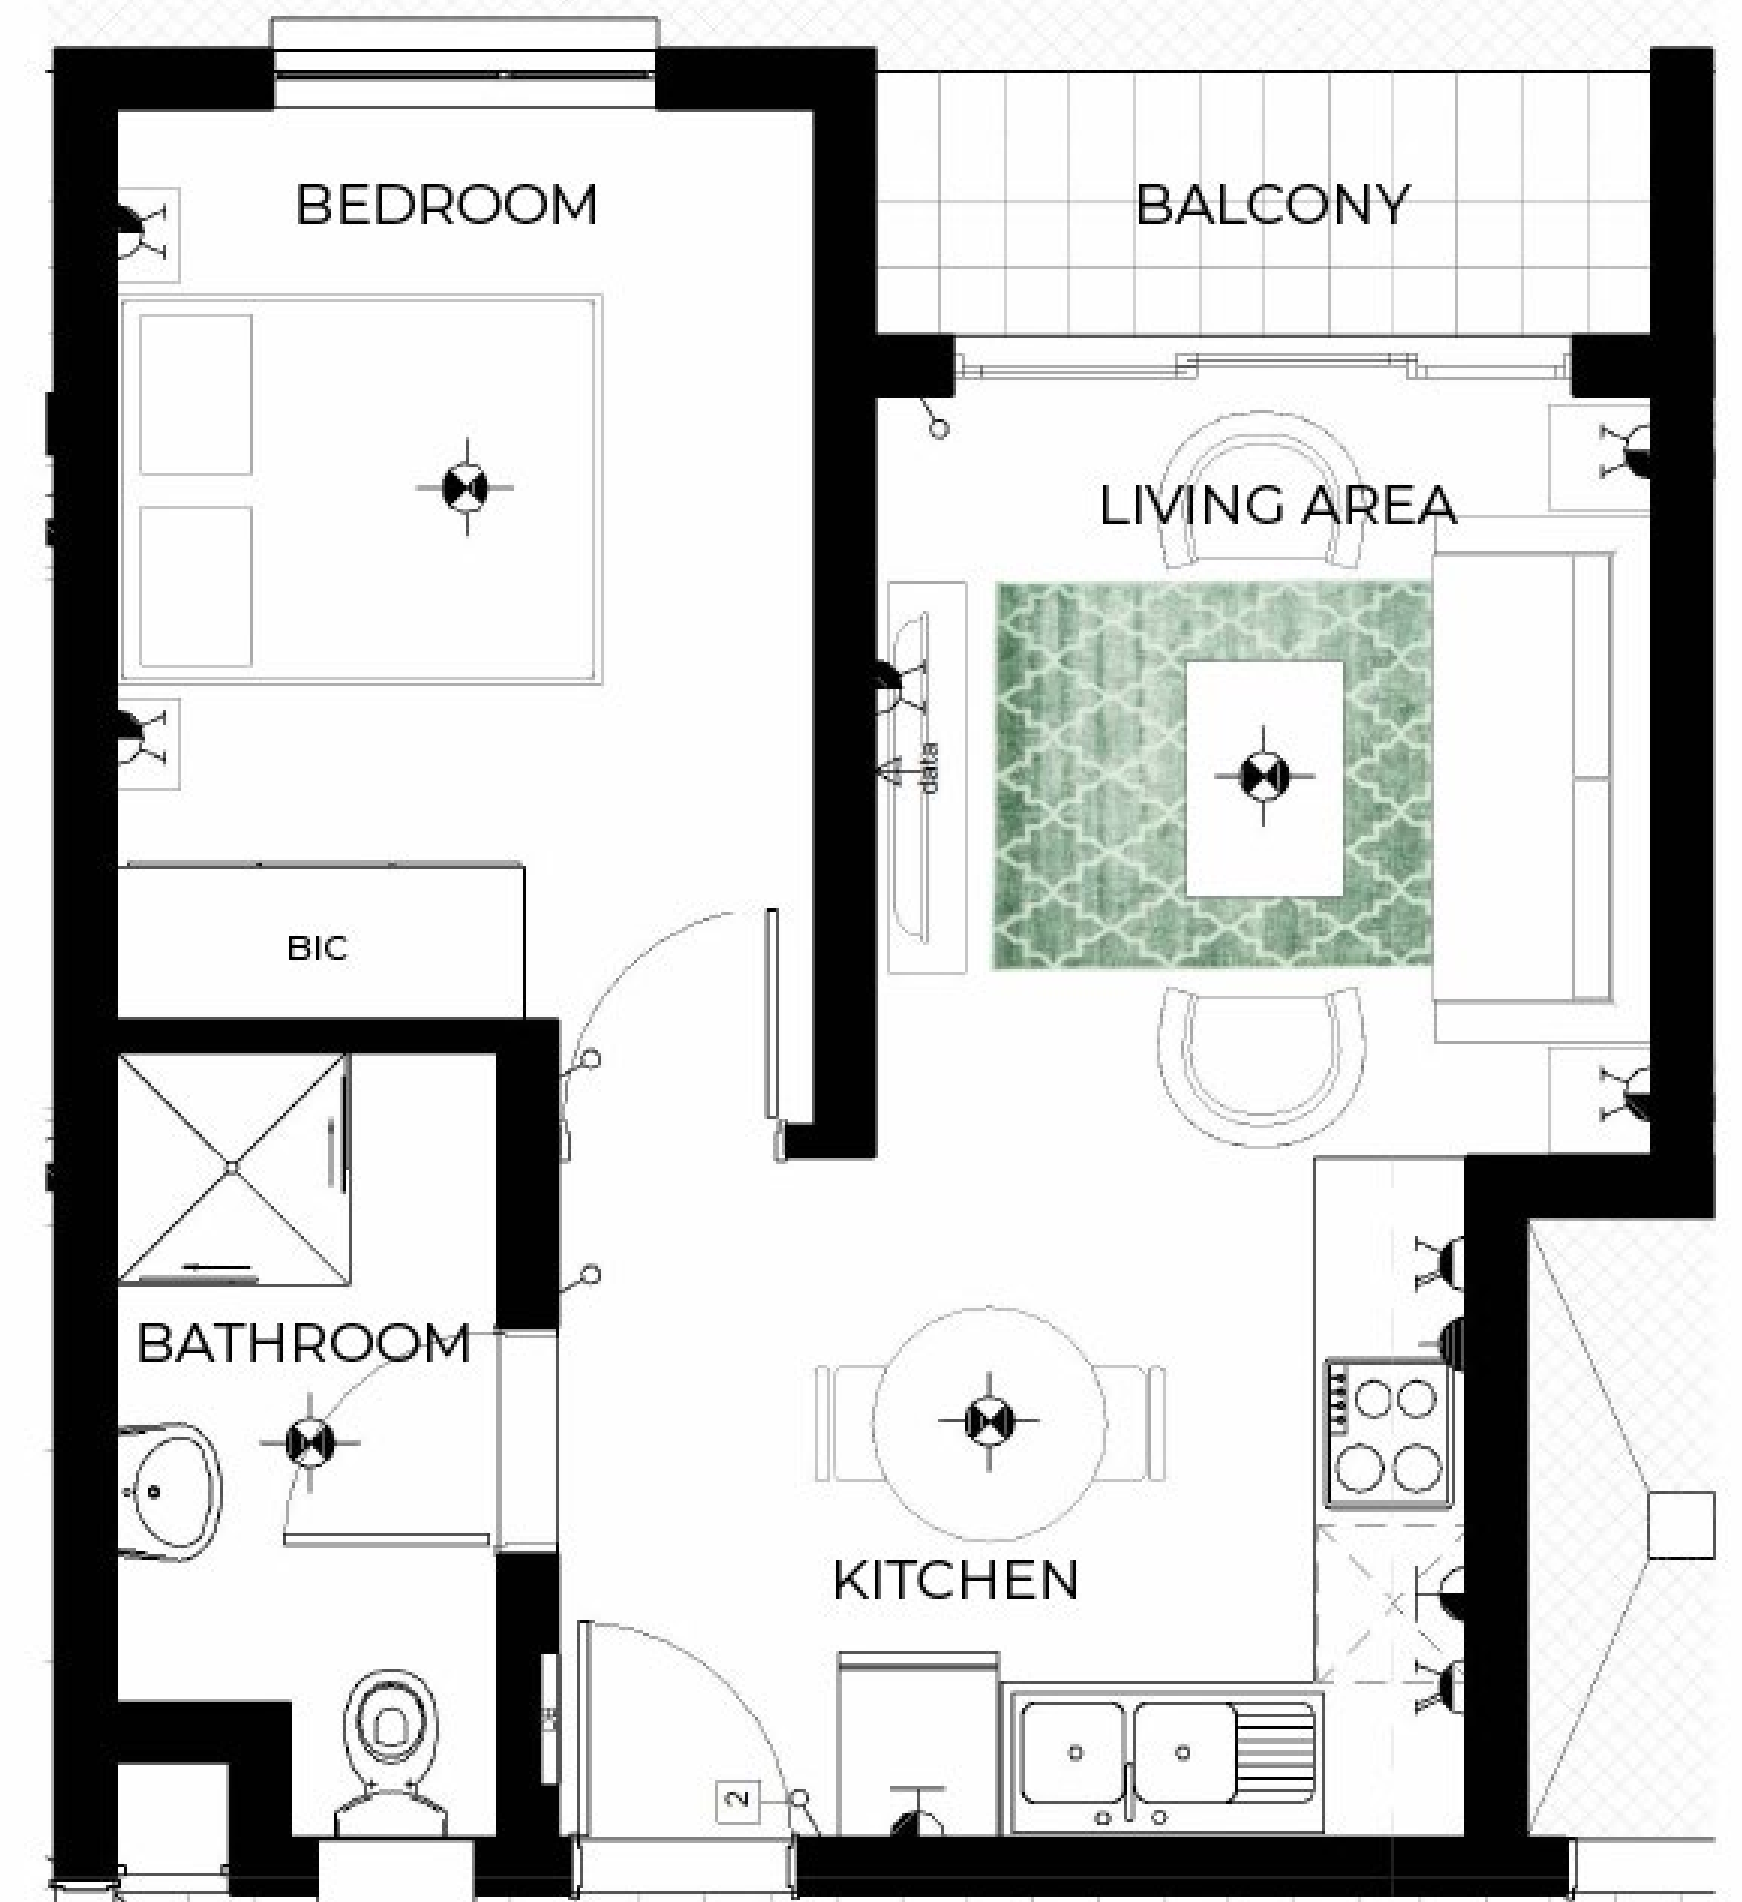 BEDROOM
BALCONY
LIVING AREA
data
BIC
BATHROOM
KITCHEN
2